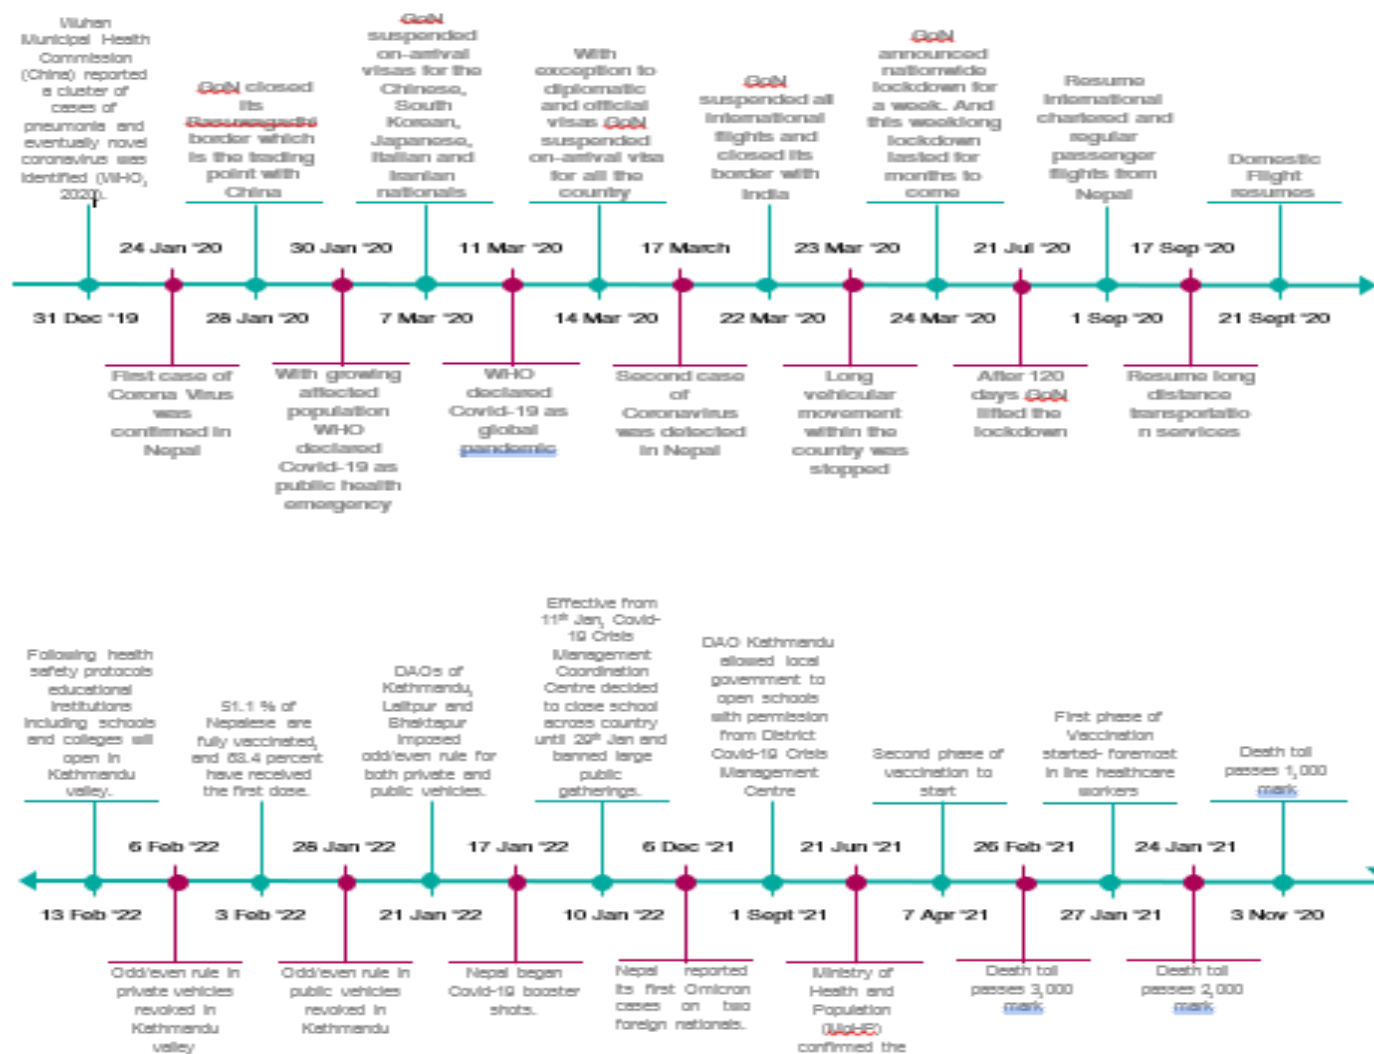 Wuhan
Municipal Health
Commission
(China) reported
a cluster of
cases of
pneumonia and
eventually novel
coronavirus was
identified (WHO,
2020).
GoN closed
its
Rasuwagadhi
border which
is the trading
point with
China
GoN
suspended
on-arrival
visas for the
Chinese,
South
Korean,
Japanese,
Italian and
Iranian
nationals
With
exception to
diplomatic
and official
visas GoN
suspended
on-arrival visa
for all the
country
GoN
suspended all
international
flights and
closed its
border with
India
GoN
announced
nationwide
lockdown for
a week. And
this weeklong
lockdown
lasted for
months to
come
Resume
International
chartered and
regular
passenger
flights from
Nepal
Domestic
Flight
resumes
24 Jan '20
30 Jan '20
11 Mar '20
17 March
23 Mar '20
21 Jul '20
17 Sep '20
31 Dec '19
28 Jan '20
7 Mar '20
14 Mar '20
22 Mar '20
24 Mar '20
1 Sep '20
21 Sept '20
First case of
Corona Virus
was
confirmed in
Nepal
With growing
affected
population
WHO
declared
Covid-19 as
public health
emergency
WHO
declared
Covid-19 as
global
pandemic
Second case
of
Coronavirus
was detected
in Nepal
Long
vehicular
movement
within the
country was
stopped
After 120
days GoN
lifted the
lockdown
Resume long
distance
transportatio
n services
Following health
safety protocols
educational
institutions
including schools
and colleges will
open in
Kathmandu
valley.
51.1 % of
Nepalese are
fully vaccinated,
and 63.4 percent
have received
the first dose.
DAOs of
Kathmandu,
Lalitpur and
Bhaktapur
imposed
odd/even rule for
both private and
public vehicles.
Effective from
11th Jan, Covid-
19 Crisis
Management
Coordination
Centre decided
to close school
across country
until 29th Jan and
banned large
public
gatherings.
DAO Kathmandu
allowed local
government to
open schools
with permission
from District
Covid-19 Crisis
Management
Centre
Second phase of
vaccination to
start
First phase of
Vaccination
started- foremost
in line healthcare
workers
Death toll
passes 1,000
mark
6 Feb '22
28 Jan '22
17 Jan '22
6 Dec '21
21 Jun '21
26 Feb '21
24 Jan '21
13 Feb '22
3 Feb '22
21 Jan '22
10 Jan '22
1 Sept '21
7 Apr '21
27 Jan '21
3 Nov '20
Odd/even rule in
private vehicles
revoked in
Kathmandu
valley
Odd/even rule in
public vehicles
revoked in
Kathmandu
Nepal began
Covid-19 booster
shots.
Nepal reported
its first Omicron
cases on two
foreign nationals.
Ministry of
Health and
Population
(MoHP)
confirmed the
Death toll
passes 3,000
mark
Death toll
passes 2,000
mark